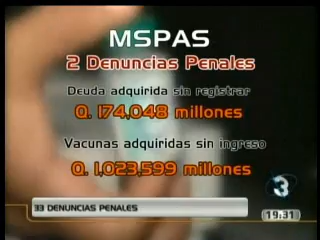 MSPAS
2 Denuncias Penales
Deuda adquirida sin registrar
Q. 174,048 millones
Vacunas adquiridas sin ingreso
Q. 1,023,599 millones
33 DENUNCIAS PENALES
3
19:31